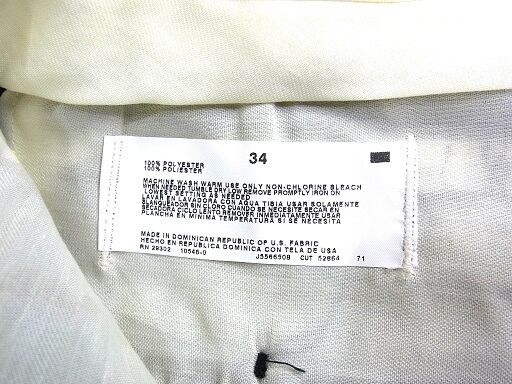 100% POLYESTER
34
100% POLIESTER
MACHINE WASH WARM USE ONLY NON-CHLORINE BLEACH
WHEN NEEDED TUMBLE DRY LOW REMOVE PROMPTLY IRON ON
LOWEST SETTING AS NEEDED
LAVAR EN LAVADORA CON AGUA TIBIA USAR SOLAMENTE
BLANQUEADOR SIN CLORO CUANDO SE NECESITE SECAR EN
SECADORA CICLO LENTO REMOVER INMEDIATAMENTE USAR
PLANCHA EN MINIMA TEMPERATURA SI SE NECESITA
MADE IN DOMINICAN REPUBLIC OF U.S. FABRIC
HECHO EN REPUBLICA DOMINICA CON TELA DE USA
RN 29302 10548-0 J5566908 CUT 52864 71